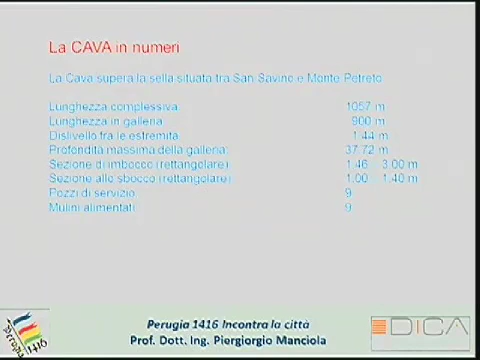 La CAVA in numeri
La Cava supera la sella situata tra San Savino e Monte Petreto
Lunghezza complessiva: 1057 m
Lunghezza in galleria: 900 m
Dislivello fra le estremità: 1.44 m
Profondità massima della galleria: 37.72 m
Sezione di imbocco (rettangolare): 1.46 3.00 m
Sezione allo sbocco (rettangolare): 1.00 1.40 m
Pozzi di servizio: 9
Mulini alimentati: 9
Perugia 1416 Incontra la città
Prof. Dott. Ing. Piergiorgio Manciola
Perugia 1416
DICA